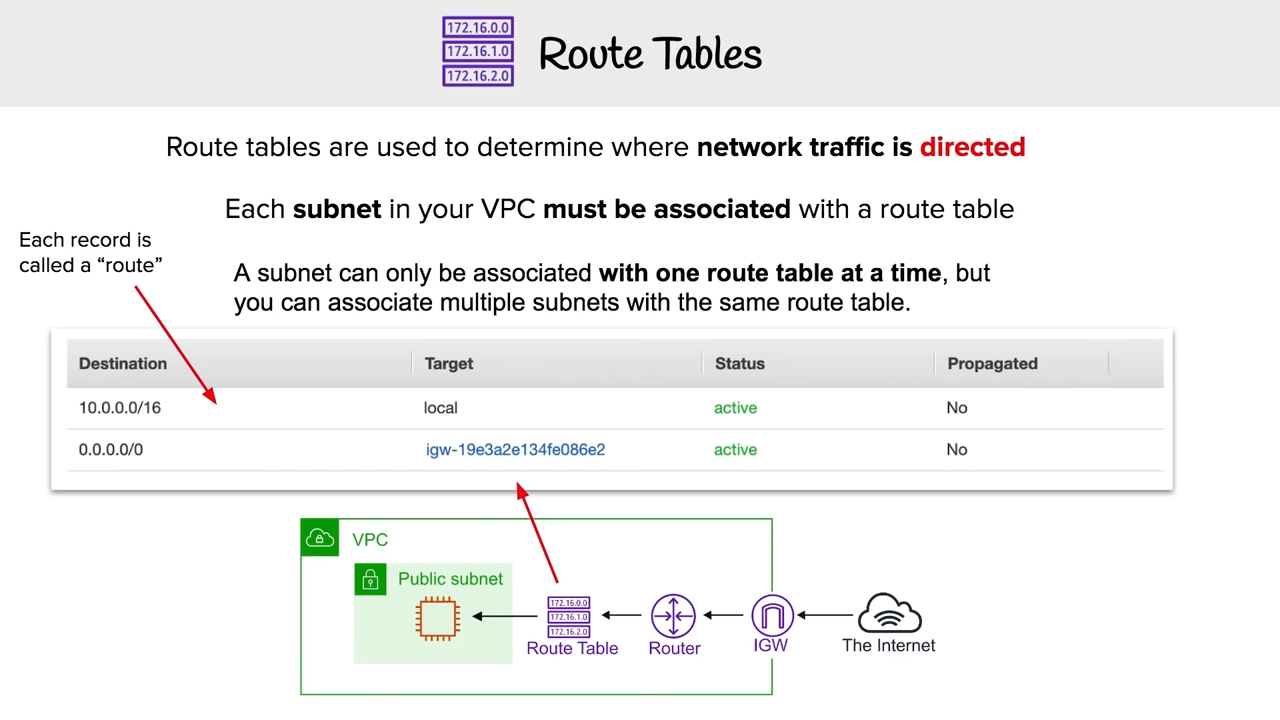 172.16.0.0
172.16.1.0
172.16.2.0
Route Tables
Route tables are used to determine where network traffic is directed
Each subnet in your VPC must be associated with a route table
Each record is
called a “route”
A subnet can only be associated with one route table at a time, but
you can associate multiple subnets with the same route table.
Destination Target Status Propagated
10.0.0.0/16 local active No
0.0.0.0/0 igw-19e3a2e134fe086e2 active No
VPC
Public subnet
172.16.0.0
172.16.1.0
172.16.2.0
Route Table Router IGW The Internet